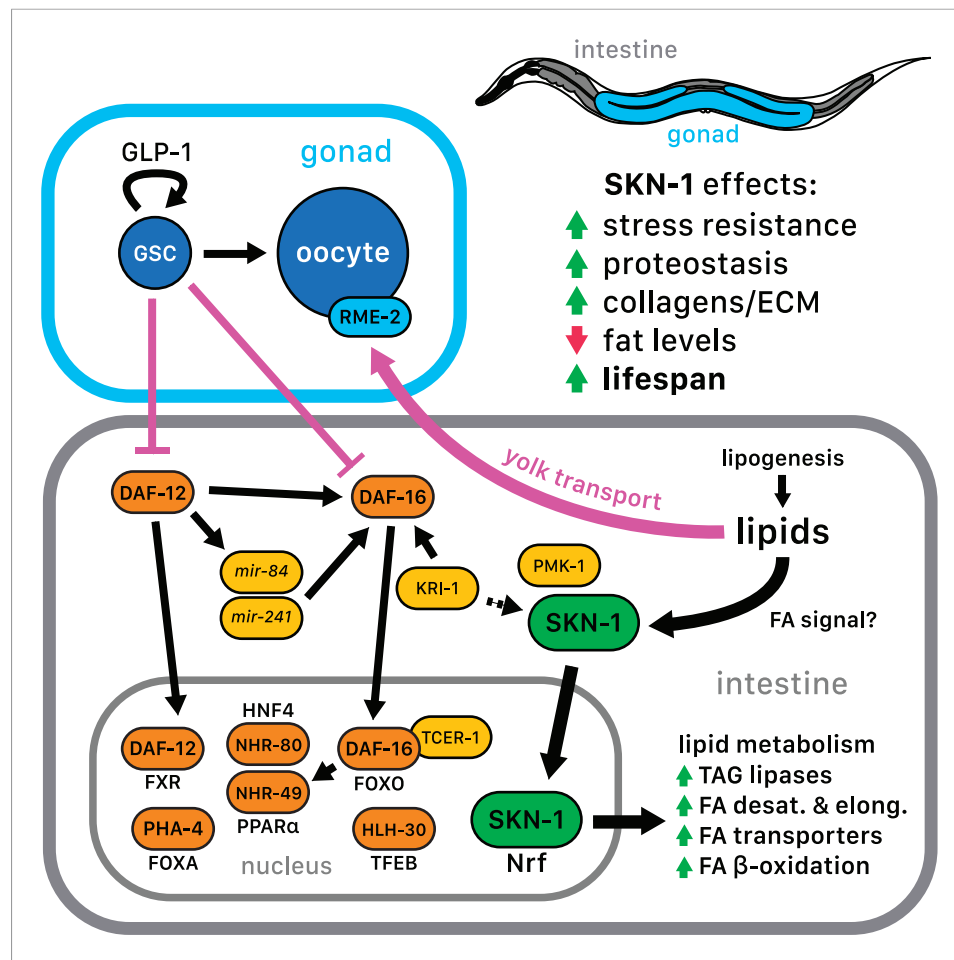 intestine
gonad
GLP-1
gonad
GSC
oocyte
RME-2
SKN-1 effects:
stress resistance
proteostasis
collagens/ECM
fat levels
lifespan
yolk transport
lipogenesis
lipids
FA signal?
DAF-12
DAF-16
mir-84
mir-241
KRI-1
PMK-1
SKN-1
intestine
DAF-12
FXR
PHA-4
FOXA
HNF4
NHR-80
NHR-49
PPARα
DAF-16
TCER-1
FOXO
HLH-30
TFEB
nucleus
SKN-1
Nrf
lipid metabolism
TAG lipases
FA desat. & elong.
FA transporters
FA β-oxidation